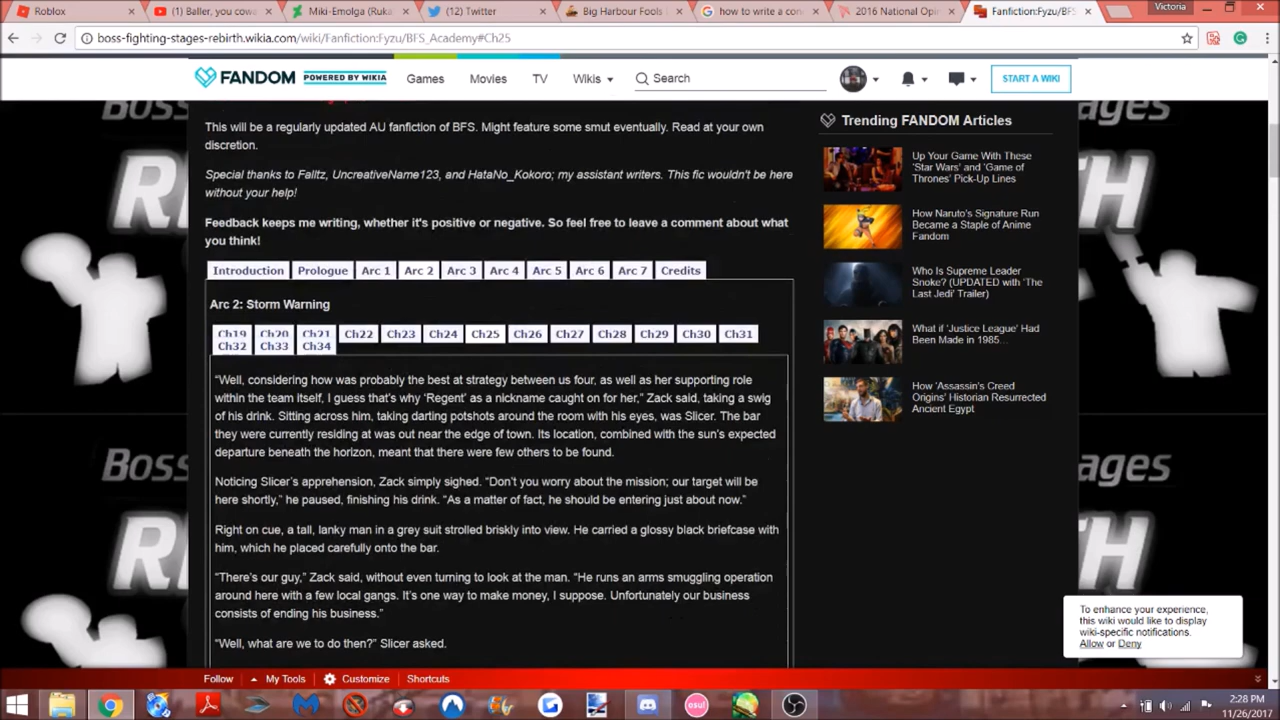 Roblox
(1) Baller, you cowa
Miki-Emolga (Ruka
(12) Twitter
Big Harbour Fools
how to write a con
2016 National Opin
Fanfiction:Fyzu/BFS
Victoria
boss-fighting-stages-rebirth.wikia.com/wiki/Fanfiction:Fyzu/BFS_Academy#Ch25
FANDOM POWERED BY WIKIA
Games
Movies
TV
Wikis
Search
START A WIKI
This will be a regularly updated AU fanfiction of BFS. Might feature some smut eventually. Read at your own
discretion.
Special thanks to Falltz, UncreativeName123, and HataNo_Kokoro; my assistant writers. This fic wouldn't be here
without your help!
Feedback keeps me writing, whether it's positive or negative. So feel free to leave a comment about what
you think!
Introduction Prologue Arc 1 Arc 2 Arc 3 Arc 4 Arc 5 Arc 6 Arc 7 Credits
Arc 2: Storm Warning
Ch19 Ch20 Ch21 Ch22 Ch23 Ch24 Ch25 Ch26 Ch27 Ch28 Ch29 Ch30 Ch31
Ch32 Ch33 Ch34
“Well, considering how was probably the best at strategy between us four, as well as her supporting role
within the team itself, I guess that’s why ‘Regent’ as a nickname caught on for her,” Zack said, taking a swig
of his drink. Sitting across him, taking darting potshots around the room with his eyes, was Slicer. The bar
they were currently residing at was out near the edge of town. Its location, combined with the sun’s expected
departure beneath the horizon, meant that there were few others to be found.
Noticing Slicer’s apprehension, Zack simply sighed. “Don’t you worry about the mission; our target will be
here shortly,” he paused, finishing his drink. “As a matter of fact, he should be entering just about now.”
Right on cue, a tall, lanky man in a grey suit strolled briskly into view. He carried a glossy black briefcase with
him, which he placed carefully onto the bar.
“There’s our guy,” Zack said, without even turning to look at the man. “He runs an arms smuggling operation
around here with a few local gangs. It’s one way to make money, I suppose. Unfortunately our business
consists of ending his business.”
“Well, what are we to do then?” Slicer asked.
Trending FANDOM Articles
Up Your Game With These
'Star Wars' and 'Game of
Thrones' Pick-Up Lines
How Naruto's Signature Run
Became a Staple of Anime
Fandom
Who Is Supreme Leader
Snoke? (UPDATED with 'The
Last Jedi' Trailer)
What if 'Justice League' Had
Been Made in 1985...
How 'Assassin's Creed
Origins' Historian Resurrected
Ancient Egypt
To enhance your experience,
this wiki would like to display
wiki-specific notifications.
Allow or Deny
Follow
My Tools
Customize
Shortcuts
osu!
2:28 PM
11/26/2017